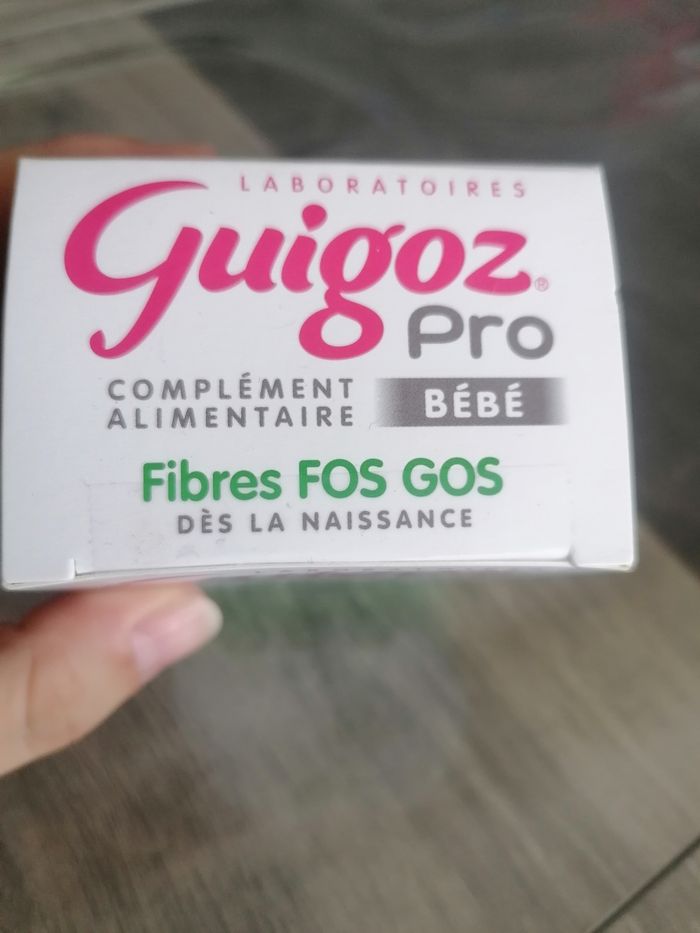 LABORATOIRES
Guigoz®
Pro
COMPLÉMENT
ALIMENTAIRE
BÉBÉ
Fibres FOS GOS
DÈS LA NAISSANCE